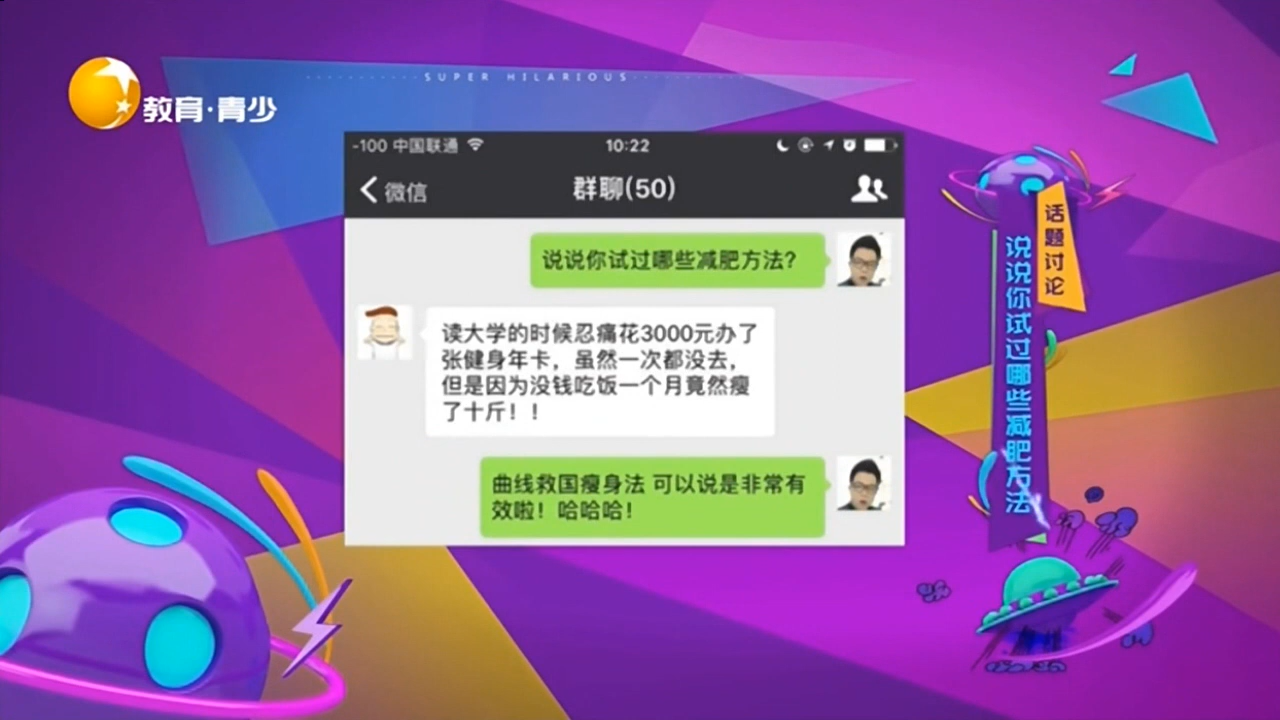 SUPER HILARIOUS
教育·青少
-100 中国联通
10:22
微信
群聊(50)
说说你试过哪些减肥方法？
读大学的时候忍痛花3000元办了
张健身年卡，虽然一次都没去，
但是因为没钱吃饭一个月竟然瘦
了十斤！！
曲线救国瘦身法 可以说是非常有
效啦！哈哈哈！
话题讨论
说说你试过哪些减肥方法